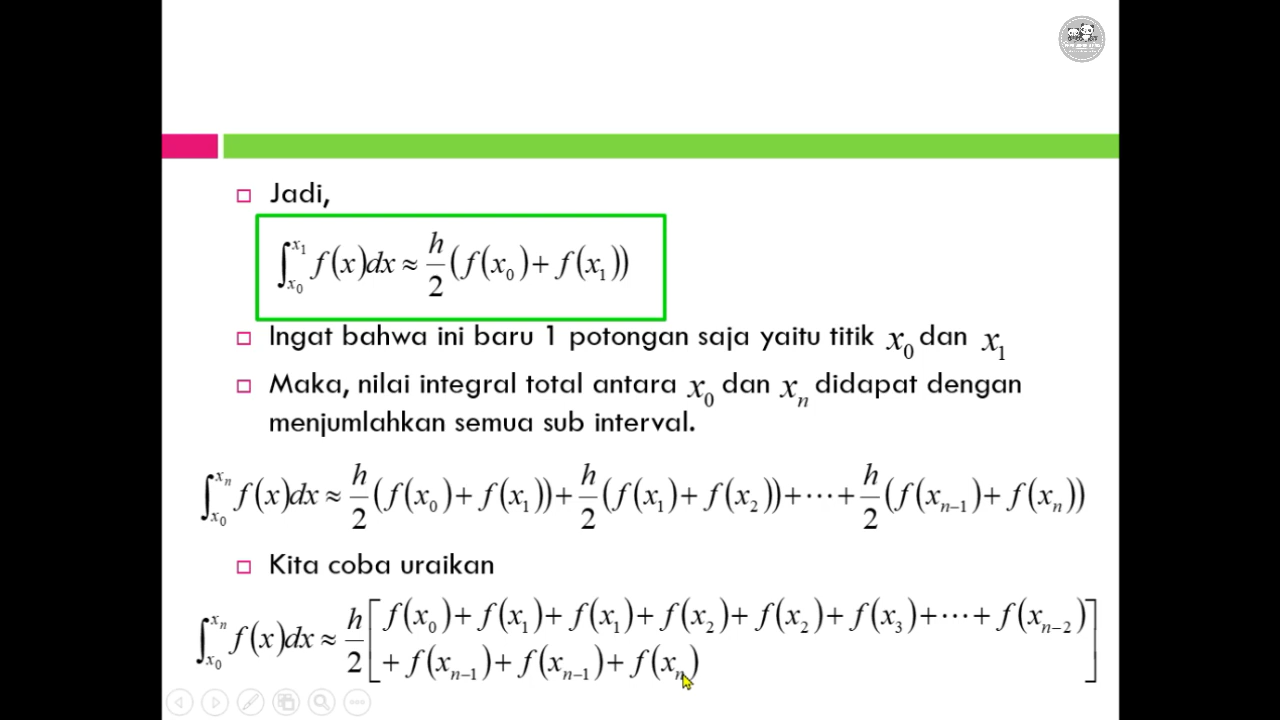 Jadi,
∫_{x_0}^{x_1} f(x)dx ≈ h/2 (f(x_0) + f(x_1))
Ingat bahwa ini baru 1 potongan saja yaitu titik x_0 dan x_1
Maka, nilai integral total antara x_0 dan x_n didapat dengan
menjumlahkan semua sub interval.
∫_{x_0}^{x_n} f(x)dx ≈ h/2 (f(x_0) + f(x_1)) + h/2 (f(x_1) + f(x_2)) + ⋯ + h/2 (f(x_{n-1}) + f(x_n))
Kita coba uraikan
∫_{x_0}^{x_n} f(x)dx ≈ h/2 [ f(x_0) + f(x_1) + f(x_1) + f(x_2) + f(x_2) + f(x_3) + ⋯ + f(x_{n-2})
+ f(x_{n-1}) + f(x_{n-1}) + f(x_n) ]